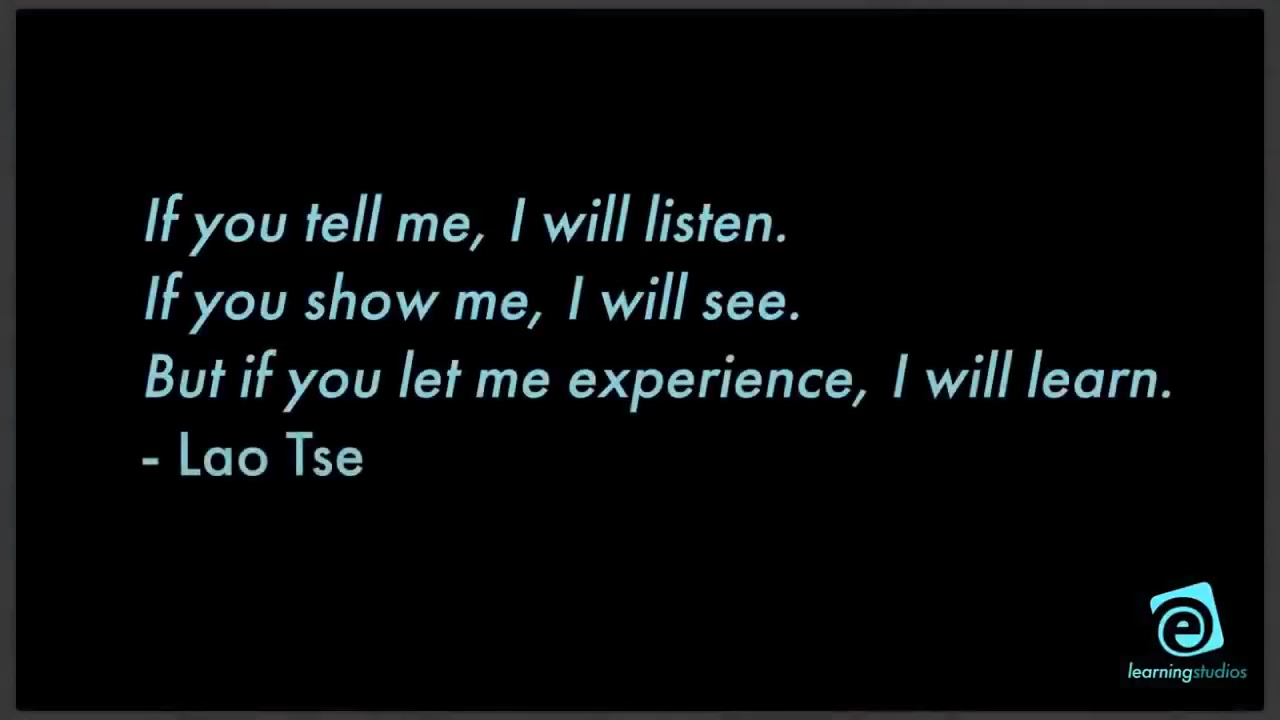 If you tell me, I will listen.
If you show me, I will see.
But if you let me experience, I will learn.
- Lao Tse
e
learningstudios